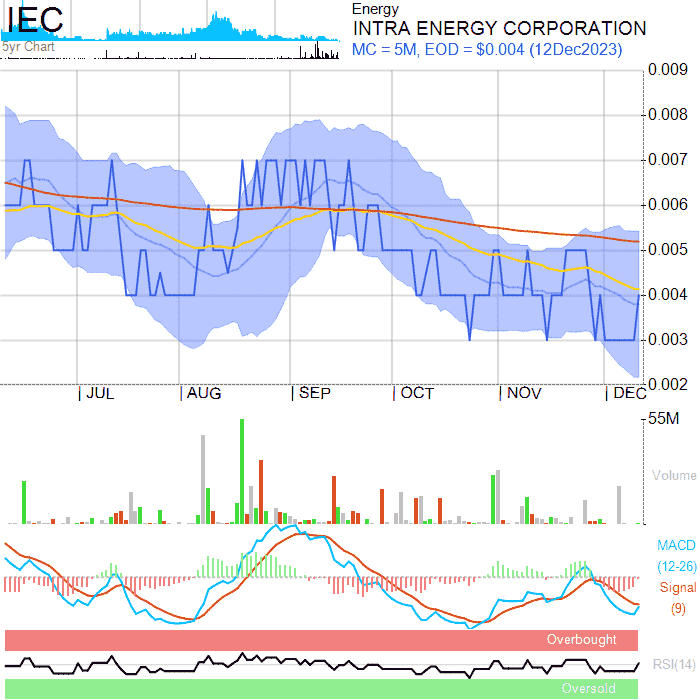 IEC
5yr Chart
Energy
INTRA ENERGY CORPORATION
MC = 5M, EOD = $0.004 (12Dec2023)
0.009
0.008
0.007
0.006
0.005
0.004
0.003
0.002
JUL AUG SEP OCT NOV DEC
55M
Volume
MACD
(12-26)
Signal
(9)
Overbought
RSI(14)
Oversold